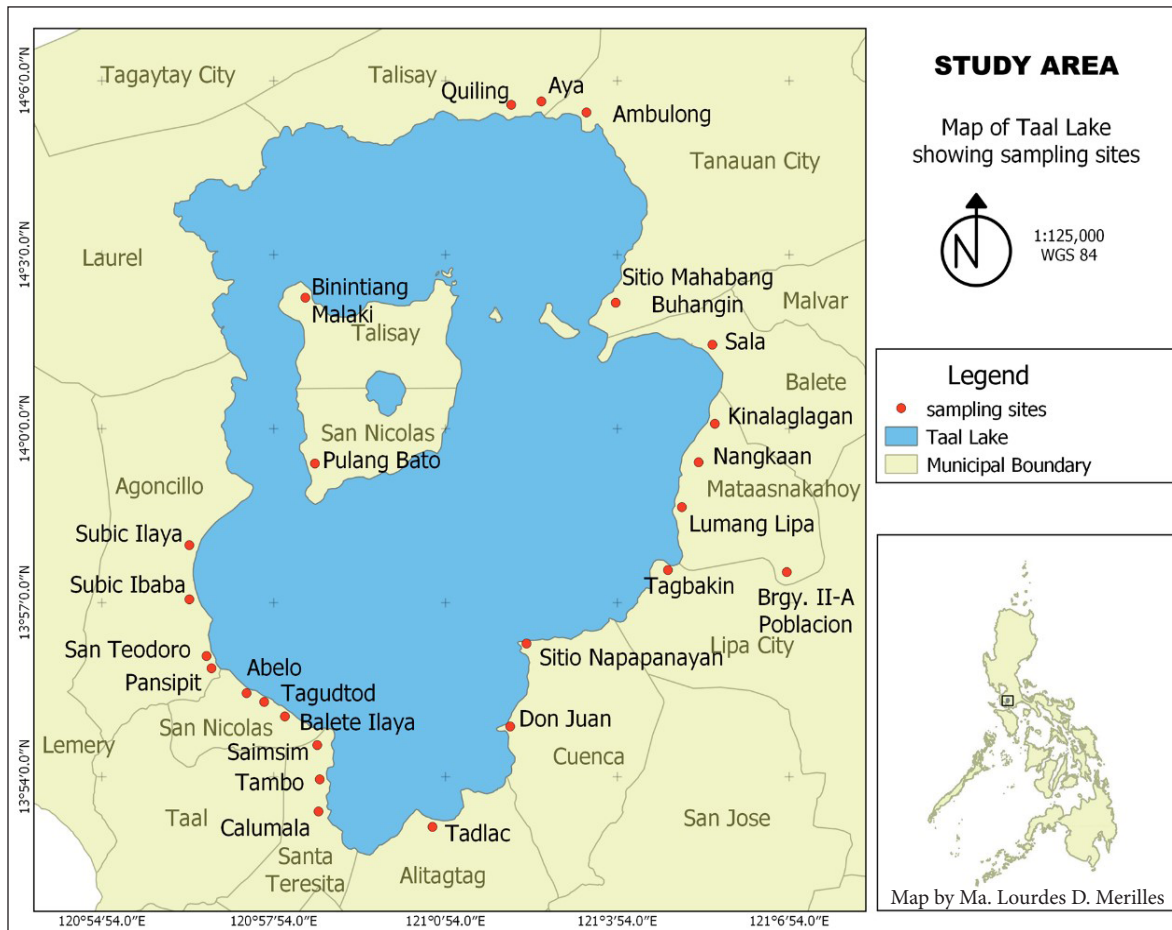 Tagaytay City
Talisay
Quiling
Aya
Ambulong
Tanauan City
Laurel
Binintiang
Malaki
Talisay
Sitio Mahabang
Buhangin
Malvar
Sala
Balete
Kinalaglagan
San Nicolas
Pulang Bato
Nangkaan
Mataasnakahoy
Agoncillo
Lumang Lipa
Subic Ilaya
Subic Ibaba
Tagbakin
Brgy. II-A
Poblacion
Lipa City
San Teodoro
Pansipit
Abelo
Tagudtod
Balete Ilaya
Sitio Napapanayan
San Nicolas
Lemery
Saimsim
Don Juan
Cuenca
Tambo
Taal
Calumala
Tadlac
San Jose
Santa
Teresita
Alitagtag
14°6′0.0″N
14°3′0.0″N
14°0′0.0″N
13°57′0.0″N
13°54′0.0″N
120°54′54.0″E
120°57′54.0″E
121°0′54.0″E
121°3′54.0″E
121°6′54.0″E
STUDY AREA
Map of Taal Lake
showing sampling sites
N
1:125,000
WGS 84
Legend
sampling sites
Taal Lake
Municipal Boundary
Map by Ma. Lourdes D. Merilles